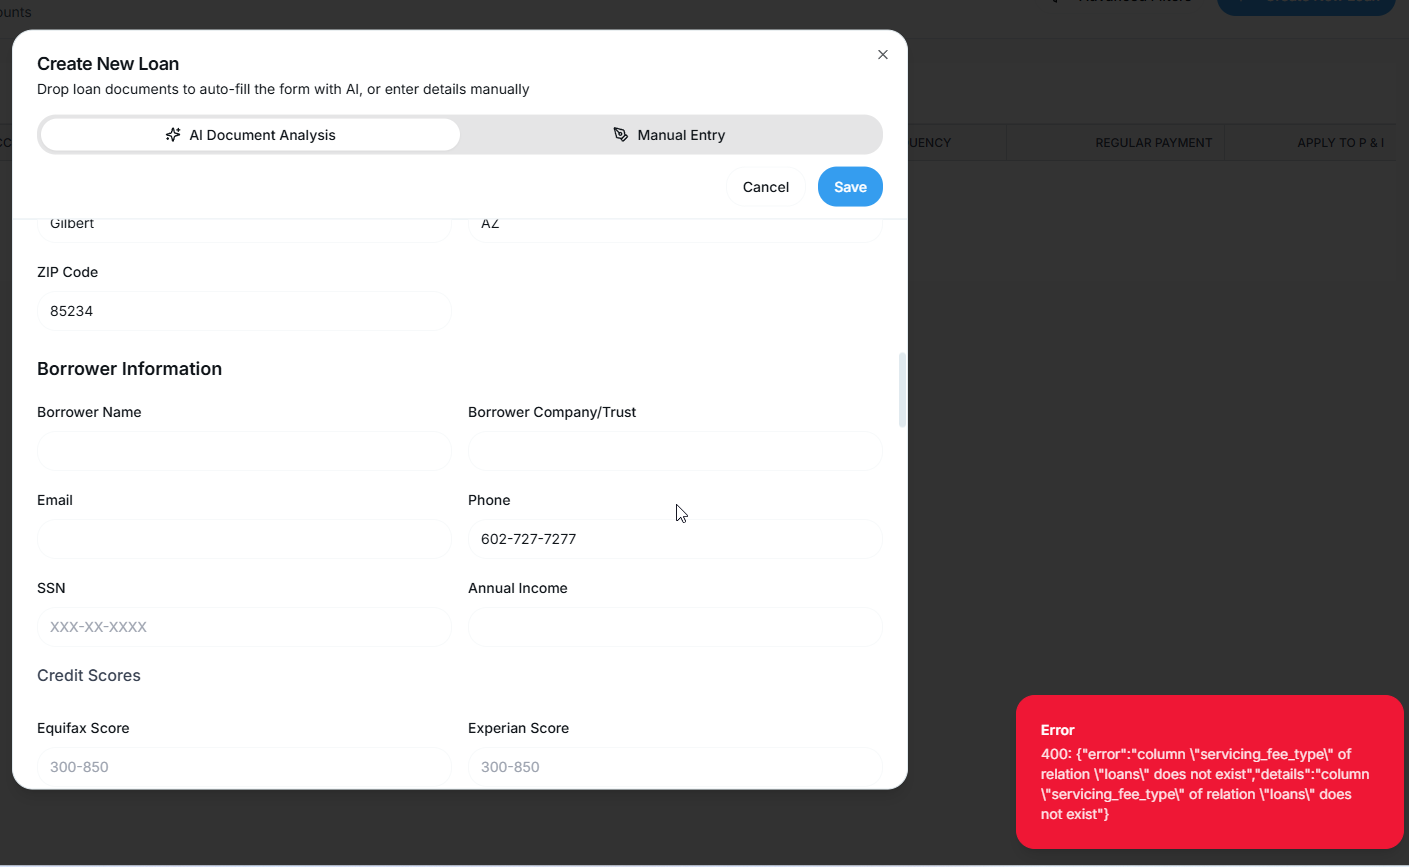 Create New Loan
Drop loan documents to auto-fill the form with AI, or enter details manually
AI Document Analysis
Manual Entry
UENCY
REGULAR PAYMENT
APPLY TO P & I
Cancel
Save
Gilbert
AZ
ZIP Code
85234
Borrower Information
Borrower Name
Borrower Company/Trust
Email
Phone
602-727-7277
SSN
Annual Income
XXX-XX-XXXX
Credit Scores
Equifax Score
Experian Score
300-850
300-850
Error
400: {"error":"column \"servicing_fee_type\" of
relation \"loans\" does not exist","details":"column
\"servicing_fee_type\" of relation \"loans\" does
not exist"}